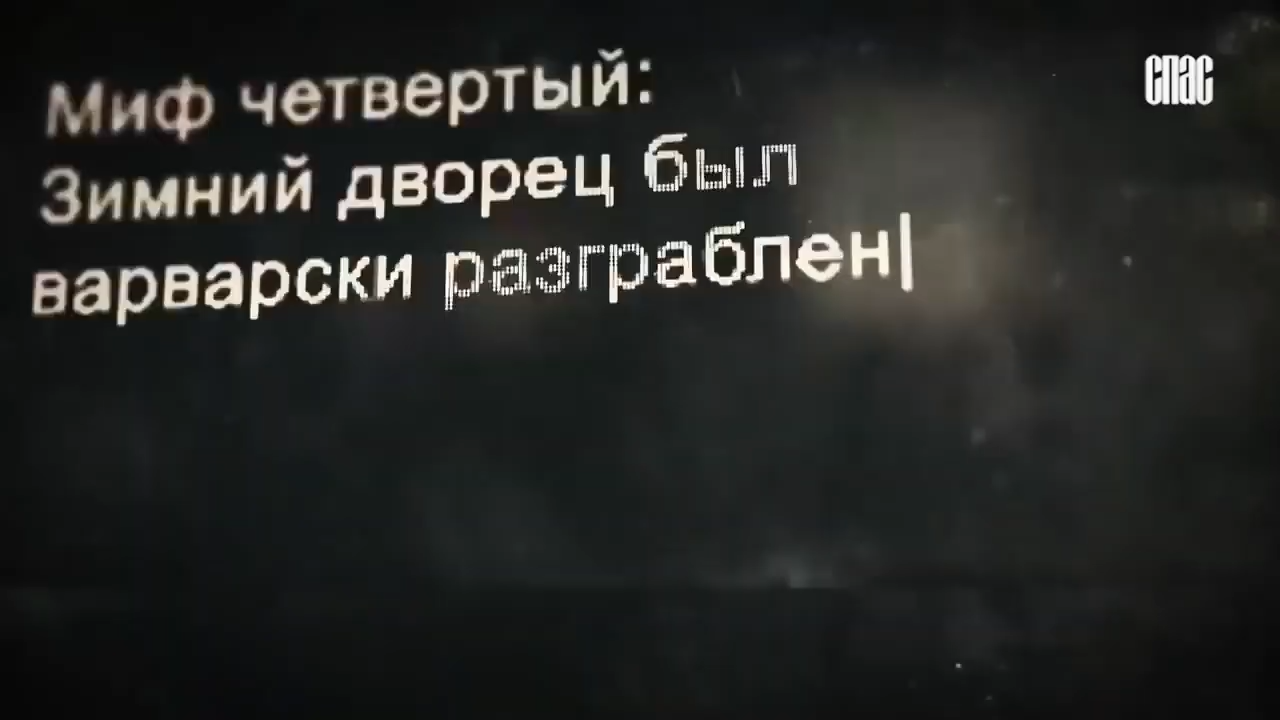 Миф четвертый:
Зимний дворец был
варварски разграблен|
СПАС